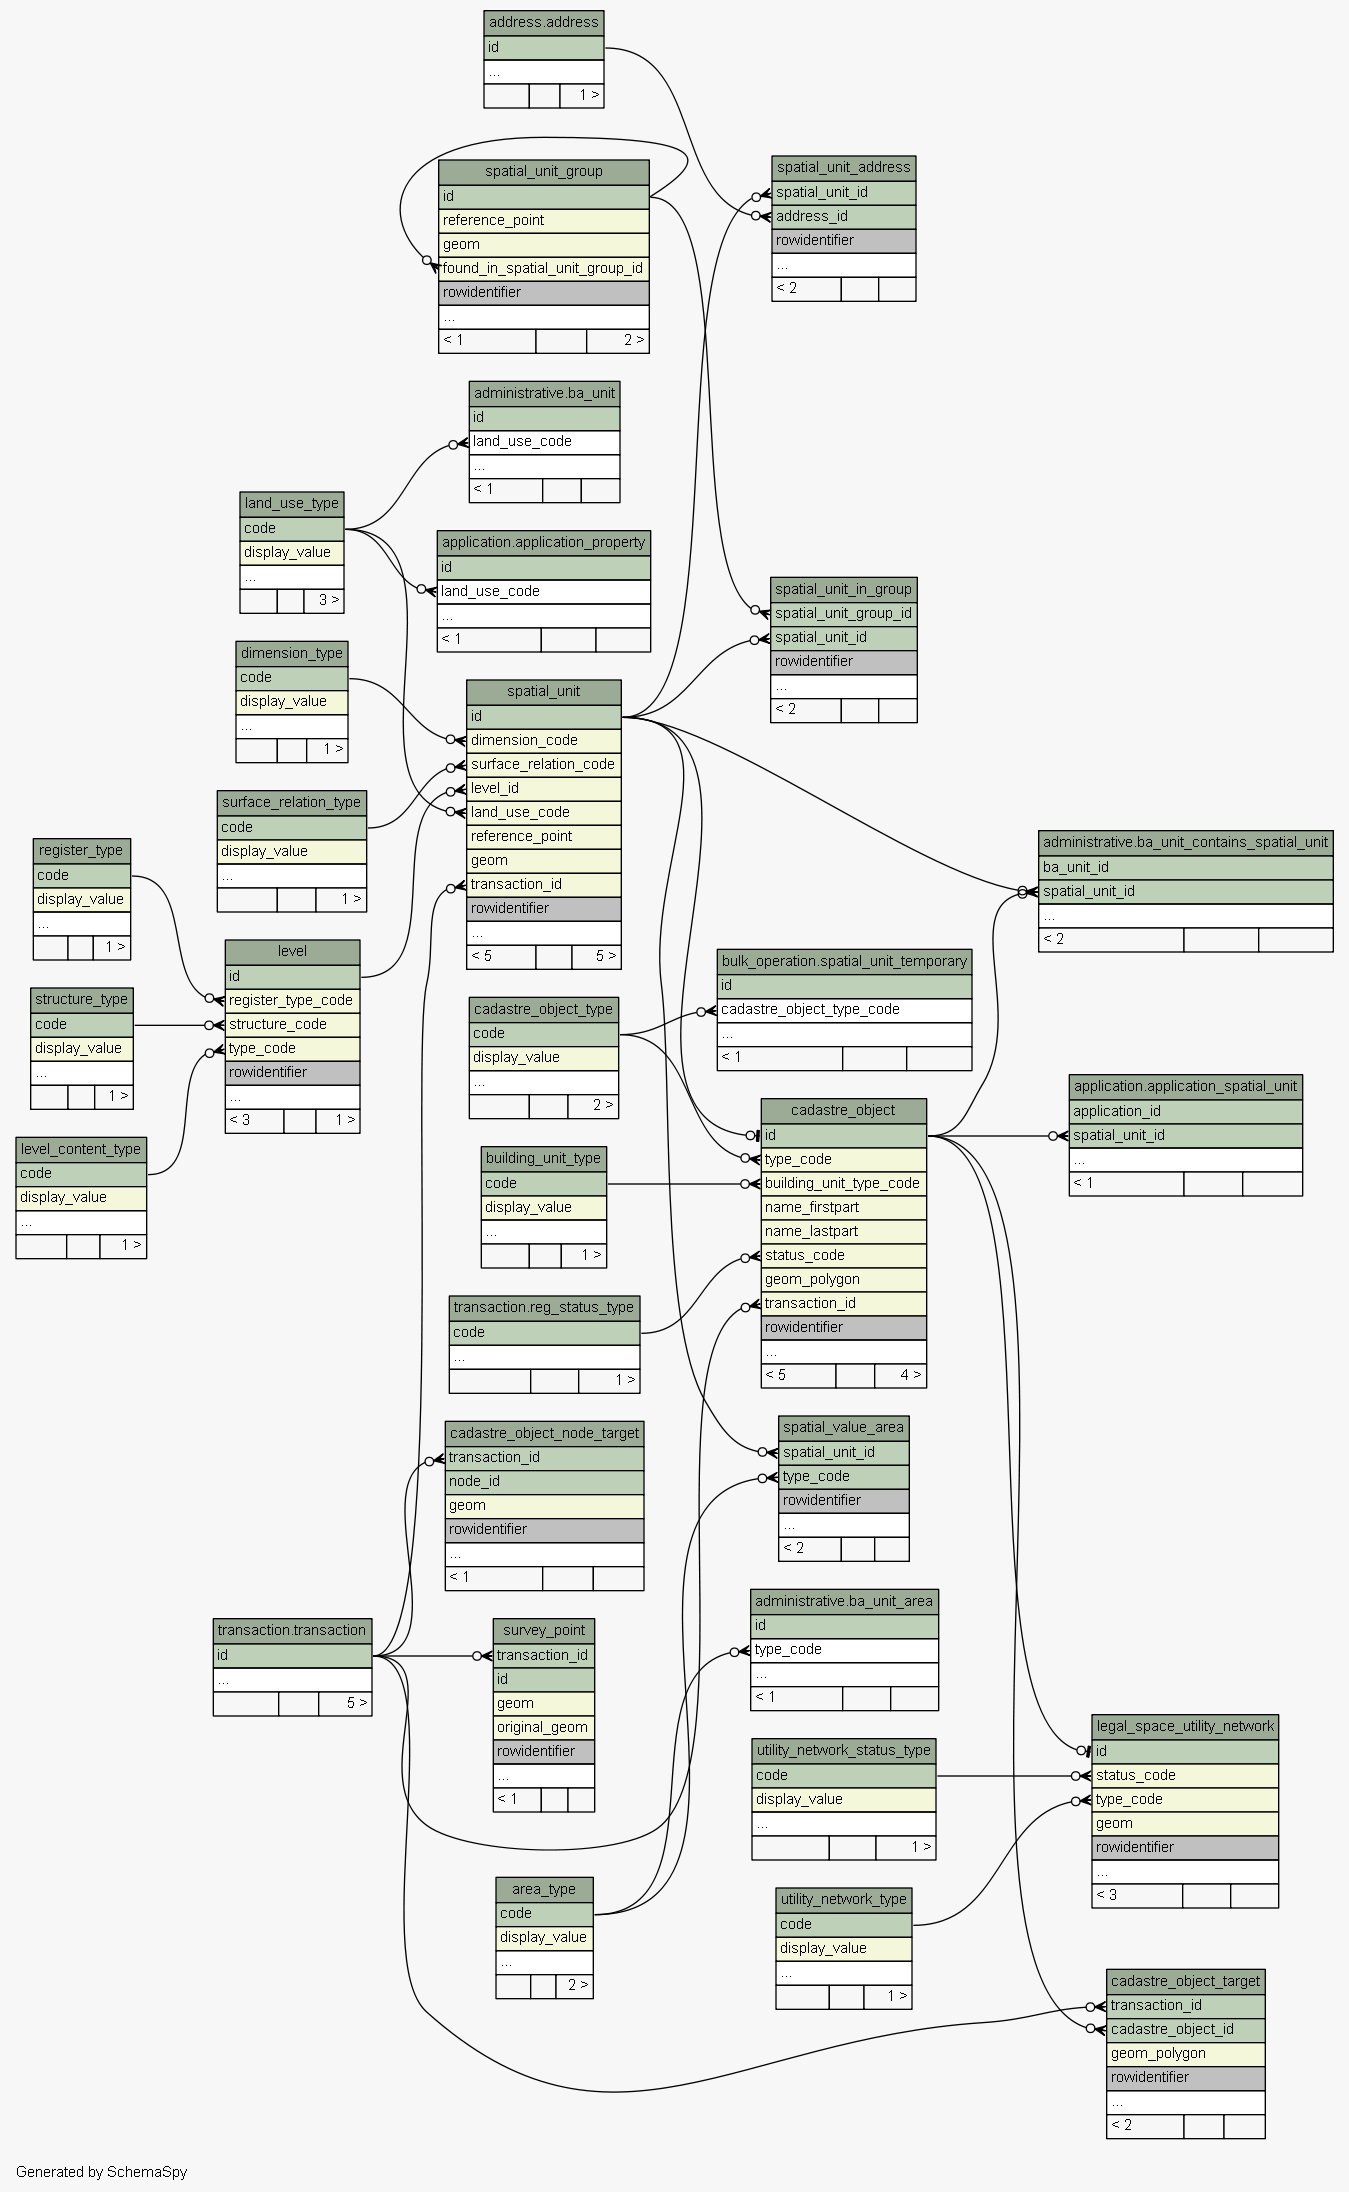 address.address
id
...
1 >
spatial_unit_group
id
reference_point
geom
found_in_spatial_unit_group_id
rowidentifier
...
< 1 2 >
spatial_unit_address
spatial_unit_id
address_id
rowidentifier
...
< 2
administrative.ba_unit
id
land_use_code
...
< 1
land_use_type
code
display_value
...
3 >
application.application_property
id
land_use_code
...
< 1
spatial_unit_in_group
spatial_unit_group_id
spatial_unit_id
rowidentifier
...
< 2
dimension_type
code
display_value
...
1 >
spatial_unit
id
dimension_code
surface_relation_code
level_id
land_use_code
reference_point
geom
transaction_id
rowidentifier
...
< 5 5 >
surface_relation_type
code
display_value
...
1 >
register_type
code
display_value
...
1 >
administrative.ba_unit_contains_spatial_unit
ba_unit_id
spatial_unit_id
...
< 2
level
id
register_type_code
structure_code
type_code
rowidentifier
...
< 3 1 >
structure_type
code
display_value
...
1 >
level_content_type
code
display_value
...
1 >
bulk_operation.spatial_unit_temporary
id
cadastre_object_type_code
...
< 1
cadastre_object_type
code
display_value
...
2 >
application.application_spatial_unit
application_id
spatial_unit_id
...
< 1
cadastre_object
id
type_code
building_unit_type_code
name_firstpart
name_lastpart
status_code
geom_polygon
transaction_id
rowidentifier
...
< 5 4 >
building_unit_type
code
display_value
...
1 >
transaction.reg_status_type
code
...
1 >
cadastre_object_node_target
transaction_id
node_id
geom
rowidentifier
...
< 1
spatial_value_area
spatial_unit_id
type_code
rowidentifier
...
< 2
administrative.ba_unit_area
id
type_code
...
< 1
transaction.transaction
id
...
5 >
survey_point
transaction_id
id
geom
original_geom
rowidentifier
...
< 1
legal_space_utility_network
id
status_code
type_code
geom
rowidentifier
...
< 3
utility_network_status_type
code
display_value
...
1 >
area_type
code
display_value
...
2 >
utility_network_type
code
display_value
...
1 >
cadastre_object_target
transaction_id
cadastre_object_id
geom_polygon
rowidentifier
...
< 2
Generated by SchemaSpy